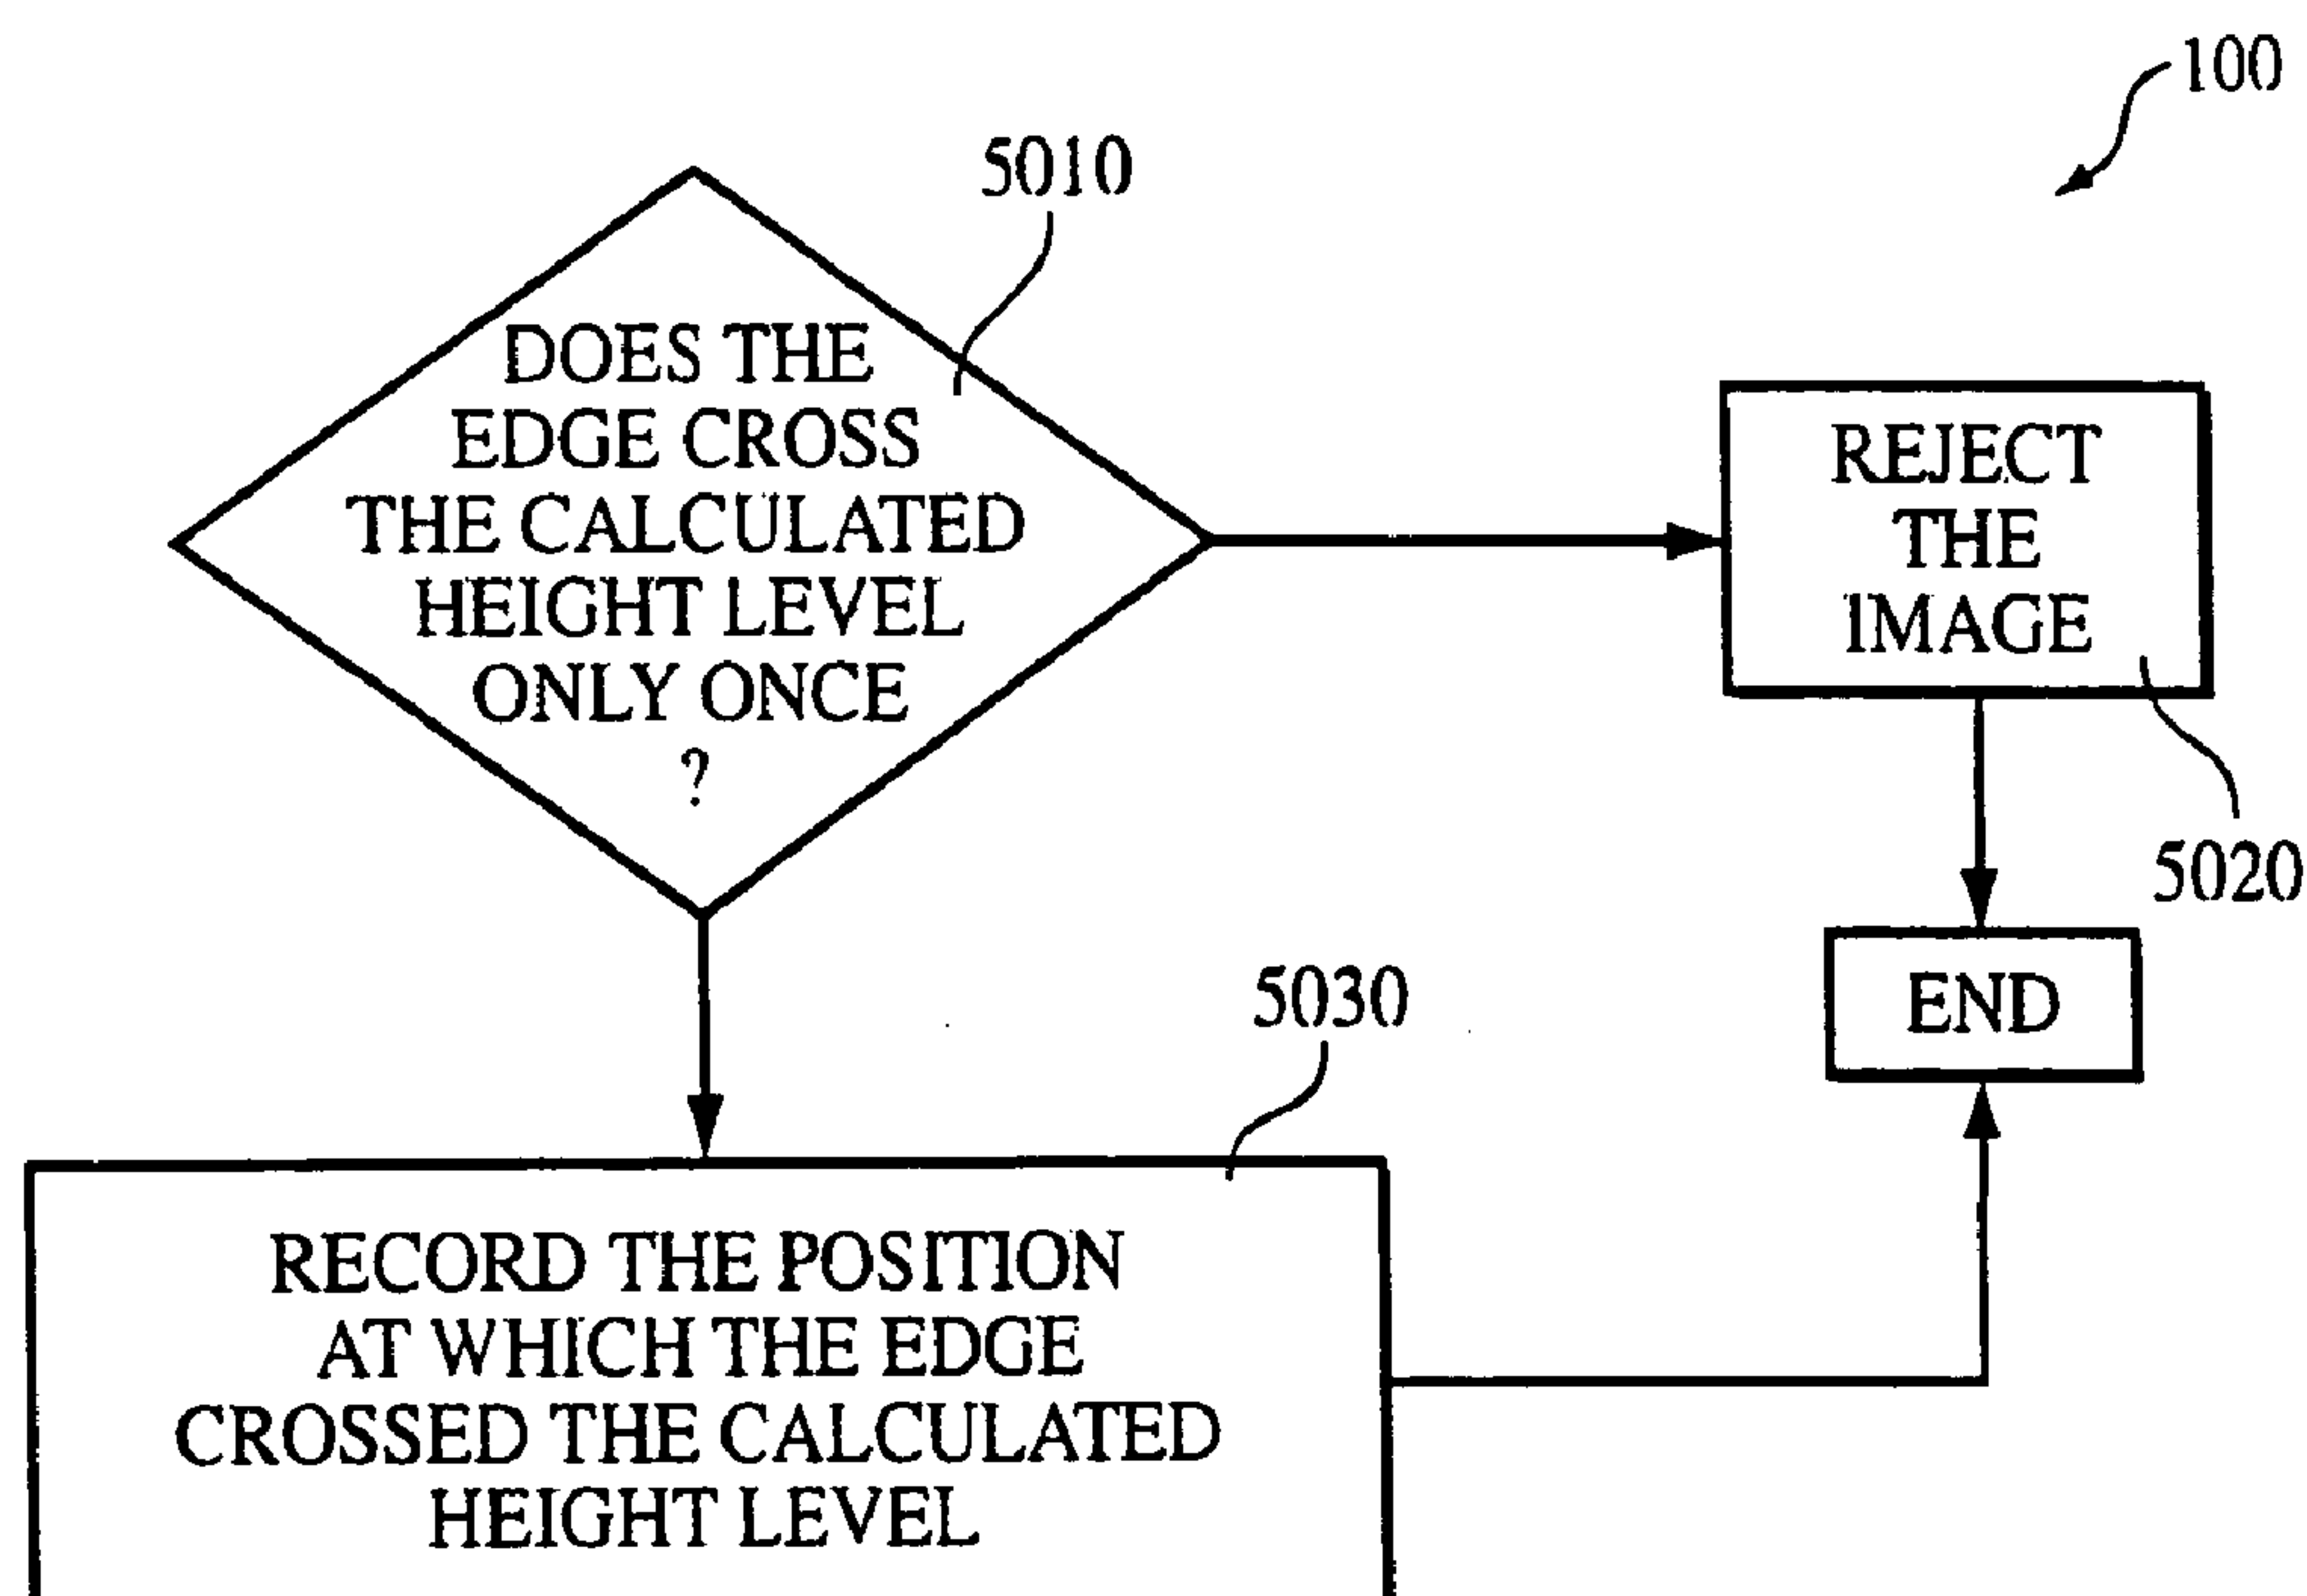 100
5010
DOES THE
EDGE CROSS
THE CALCULATED
HEIGHT LEVEL
ONLY ONCE
?
REJECT
THE
IMAGE
5020
END
5030
RECORD THE POSITION
AT WHICH THE EDGE
CROSSED THE CALCULATED
HEIGHT LEVEL